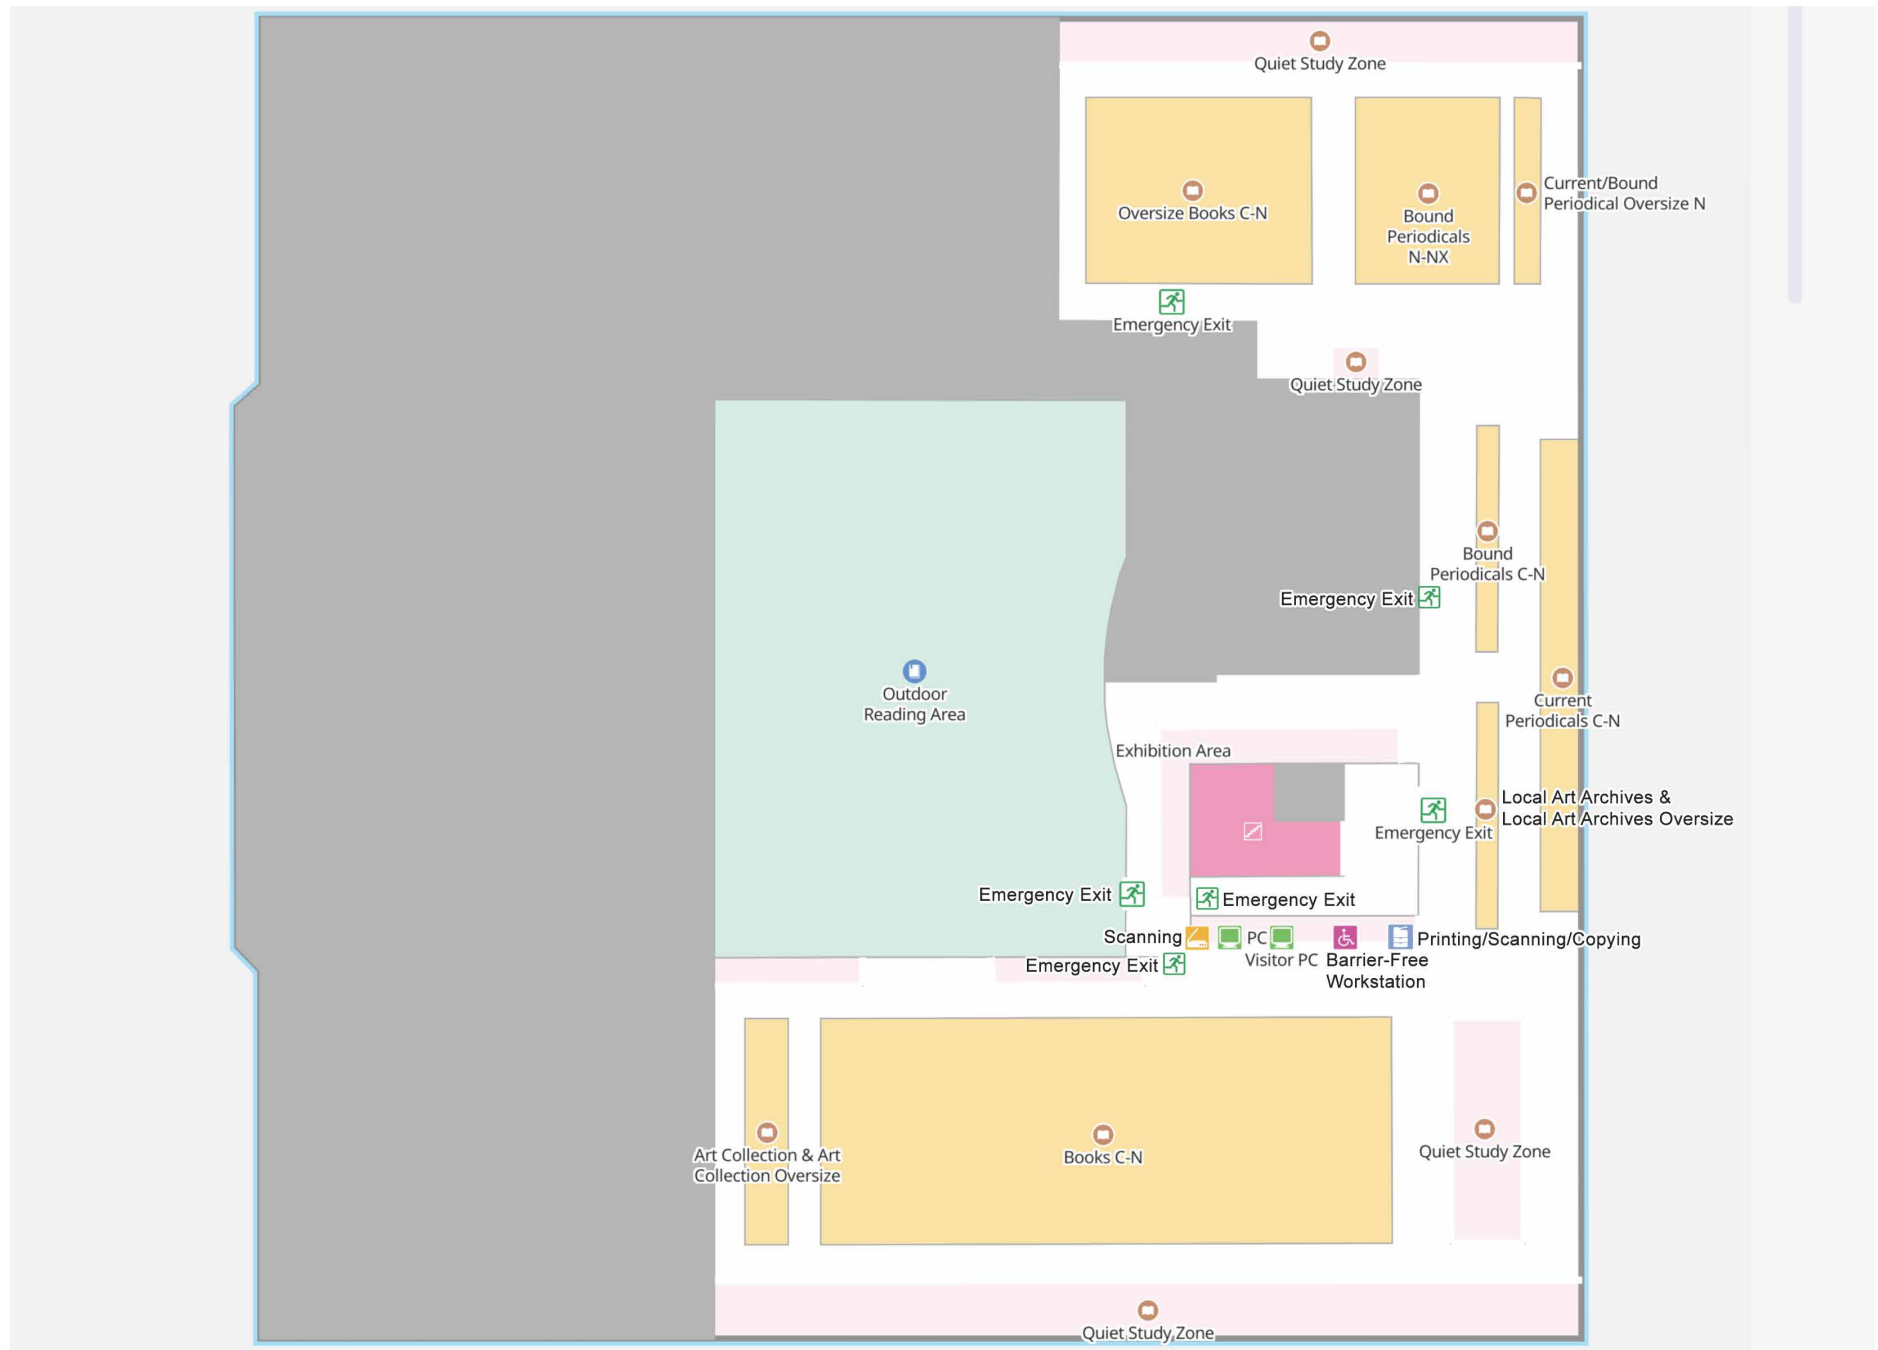 Quiet Study Zone
Oversize Books C-N
Bound
Periodicals
N-NX
Current/Bound
Periodical Oversize N
Emergency Exit
Quiet Study Zone
Bound
Periodicals C-N
Emergency Exit
Outdoor
Reading Area
Current
Periodicals C-N
Exhibition Area
Local Art Archives &
Local Art Archives Oversize
Emergency Exit
Emergency Exit
Emergency Exit
Scanning
PC
Visitor PC
Barrier-Free
Workstation
Printing/Scanning/Copying
Emergency Exit
Art Collection & Art
Collection Oversize
Books C-N
Quiet Study Zone
Quiet Study Zone